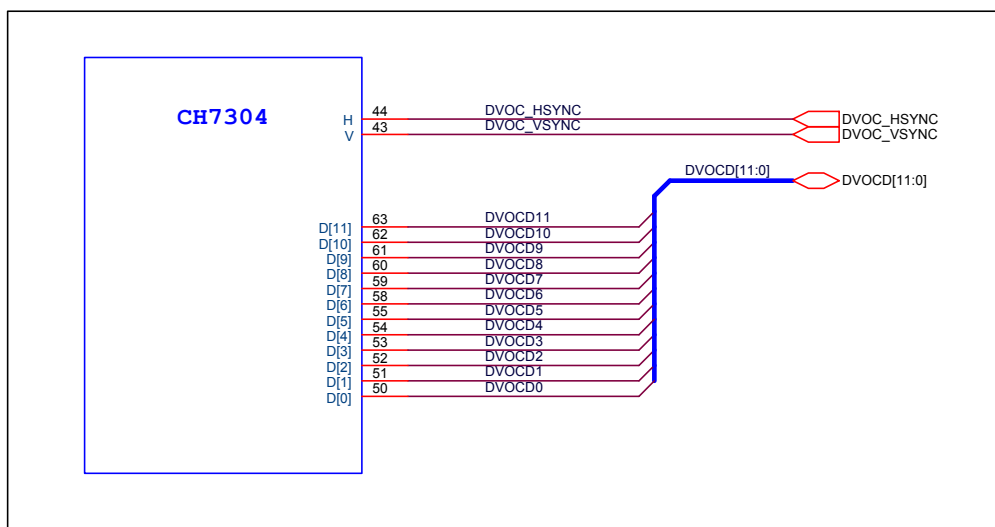 CH7304
H 44 DVOC_HSYNC DVOC_HSYNC
V 43 DVOC_VSYNC DVOC_VSYNC
DVOCD[11:0] DVOCD[11:0]
D[11] 63 DVOCD11
D[10] 62 DVOCD10
D[9] 61 DVOCD9
D[8] 60 DVOCD8
D[7] 59 DVOCD7
D[6] 58 DVOCD6
D[5] 55 DVOCD5
D[4] 54 DVOCD4
D[3] 53 DVOCD3
D[2] 52 DVOCD2
D[1] 51 DVOCD1
D[0] 50 DVOCD0